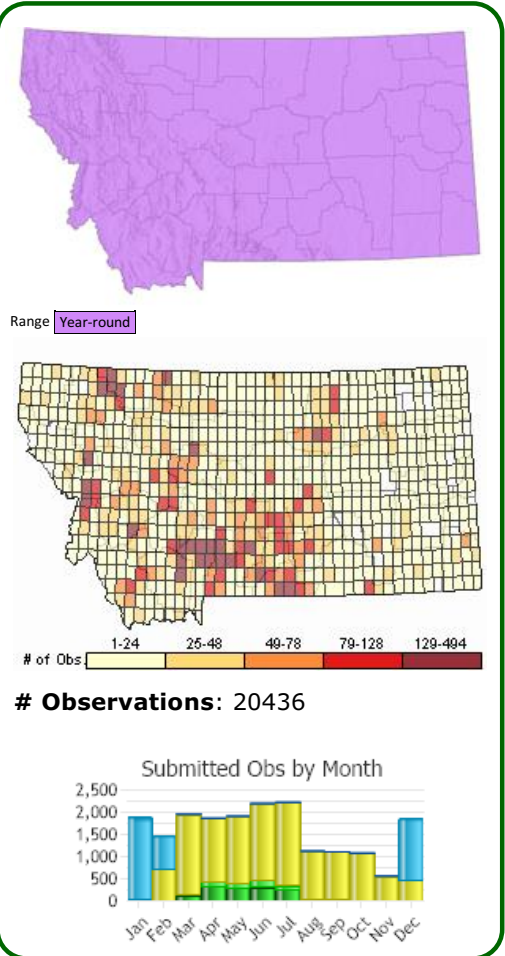 Range Year-round
1-24 25-48 49-78 79-128 129-494
# of Obs.
# Observations: 20436
Submitted Obs by Month
2,500
2,000
1,500
1,000
500
0
Jan Feb Mar Apr May Jun Jul Aug Sep Oct Nov Dec